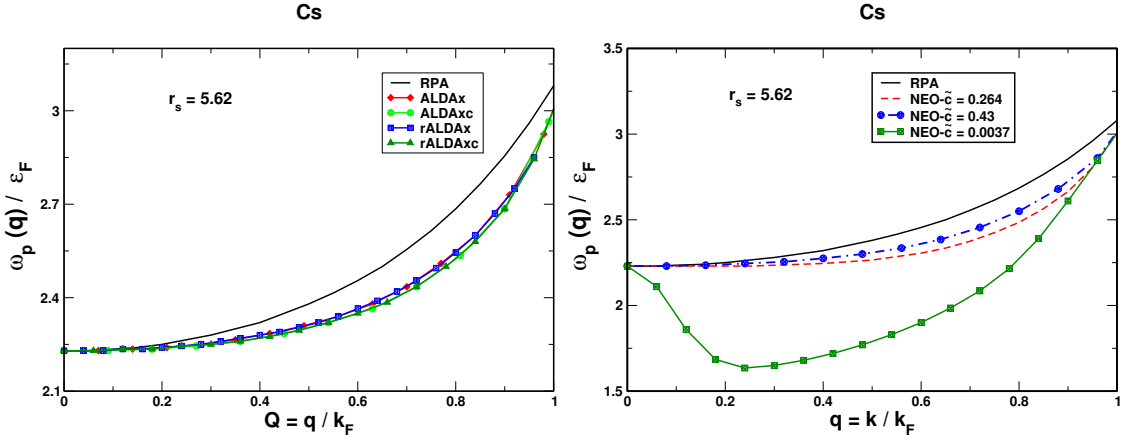 Cs
ω_p(q) / ε_F
3
2.7
2.4
2.1
r_s = 5.62
RPA
ALDAx
ALDAxc
rALDAx
rALDAxc
0 0.2 0.4 0.6 0.8 1
Q = q / k_F
Cs
ω_p(q) / ε_F
3.5
3
2.5
2
1.5
r_s = 5.62
RPA
NEO-c̃ = 0.264
NEO-c̃ = 0.43
NEO-c̃ = 0.0037
0 0.2 0.4 0.6 0.8 1
q = k / k_F